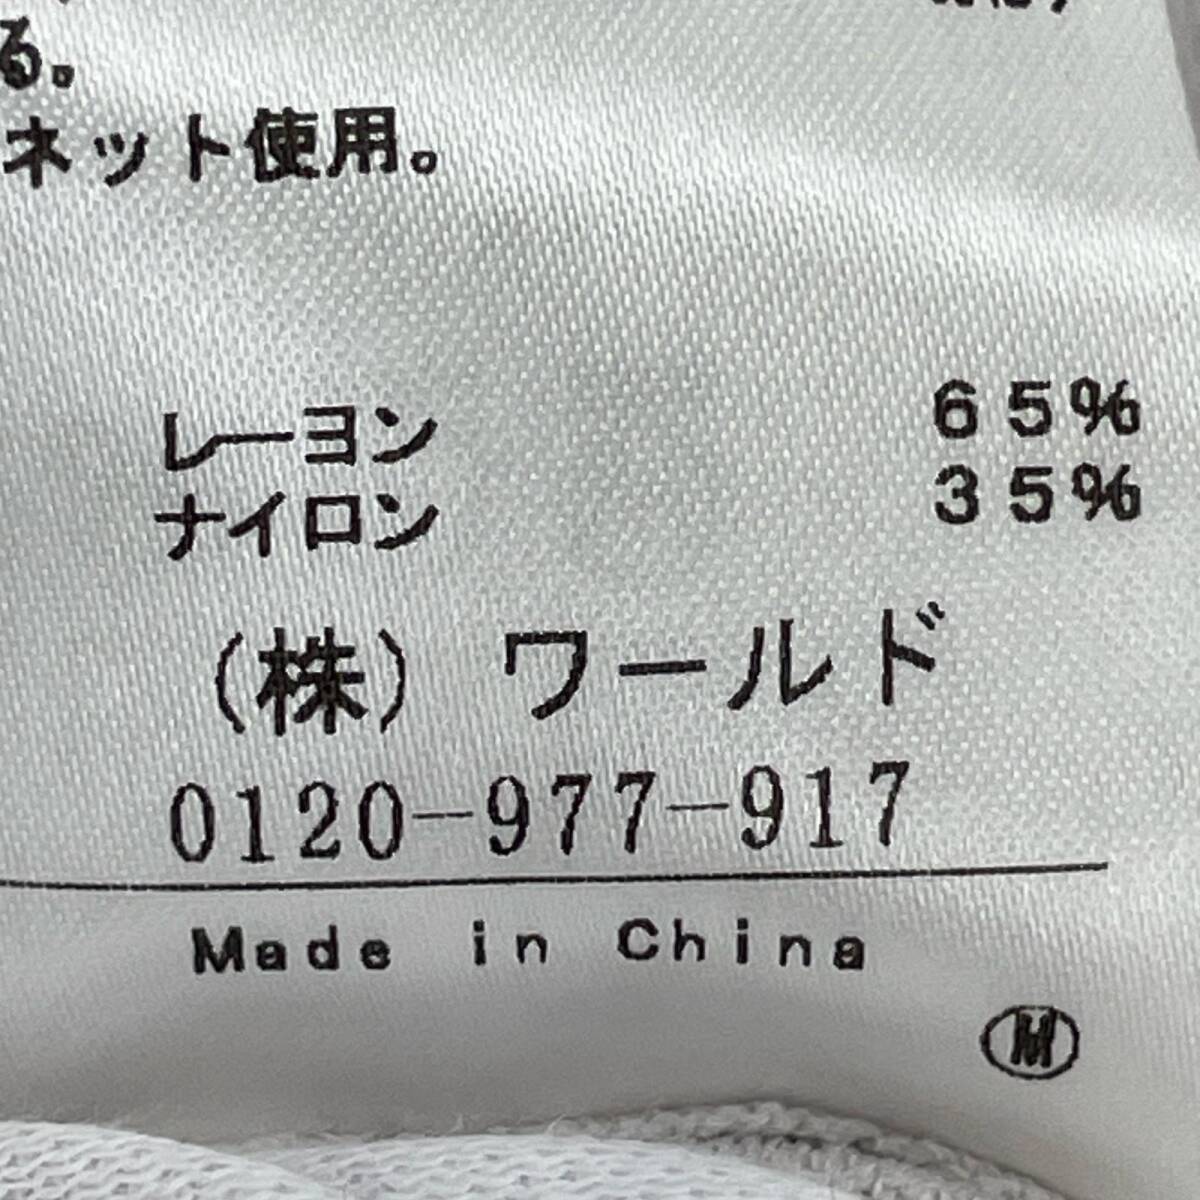 る。
ネット使用。
レーヨン 65%
ナイロン 35%
(株) ワールド
0120-977-917
Made in China
M